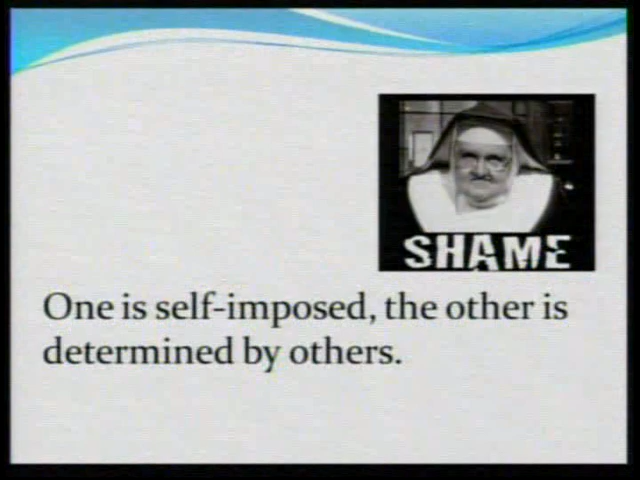 SHAME
One is self-imposed, the other is
determined by others.